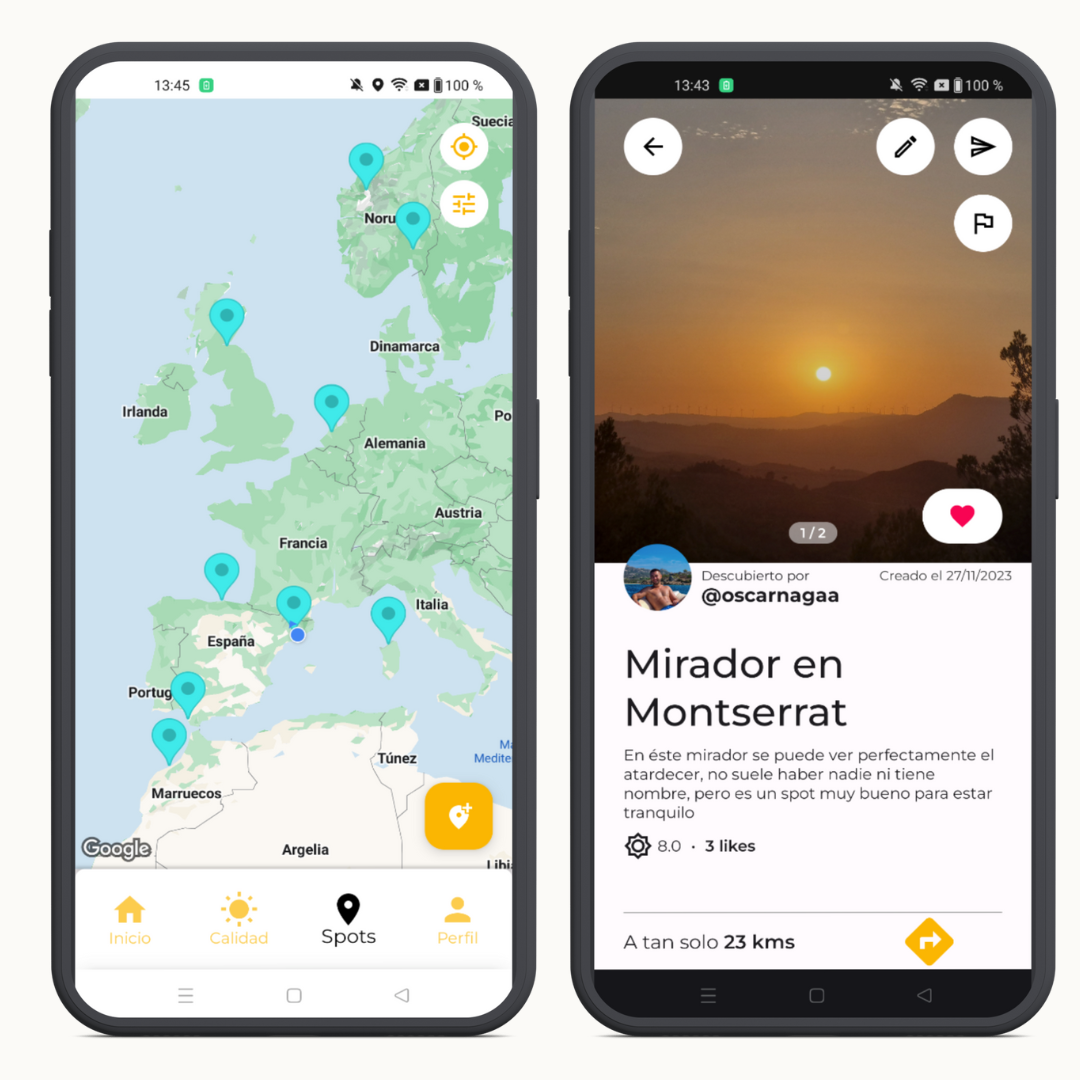 13:45
100 %
Suecia
Noru
Dinamarca
Irlanda
Po
Alemania
Austria
Francia
Italia
España
Portug
Ma
Medite
Túnez
Marruecos
Google
Argelia
Libi
Inicio
Calidad
Spots
Perfil
13:43
100 %
1 / 2
Descubierto por
Creado el 27/11/2023
@oscarnagaa
Mirador en
Montserrat
En éste mirador se puede ver perfectamente el
atardecer, no suele haber nadie ni tiene
nombre, pero es un spot muy bueno para estar
tranquilo
8.0 · 3 likes
A tan solo 23 kms